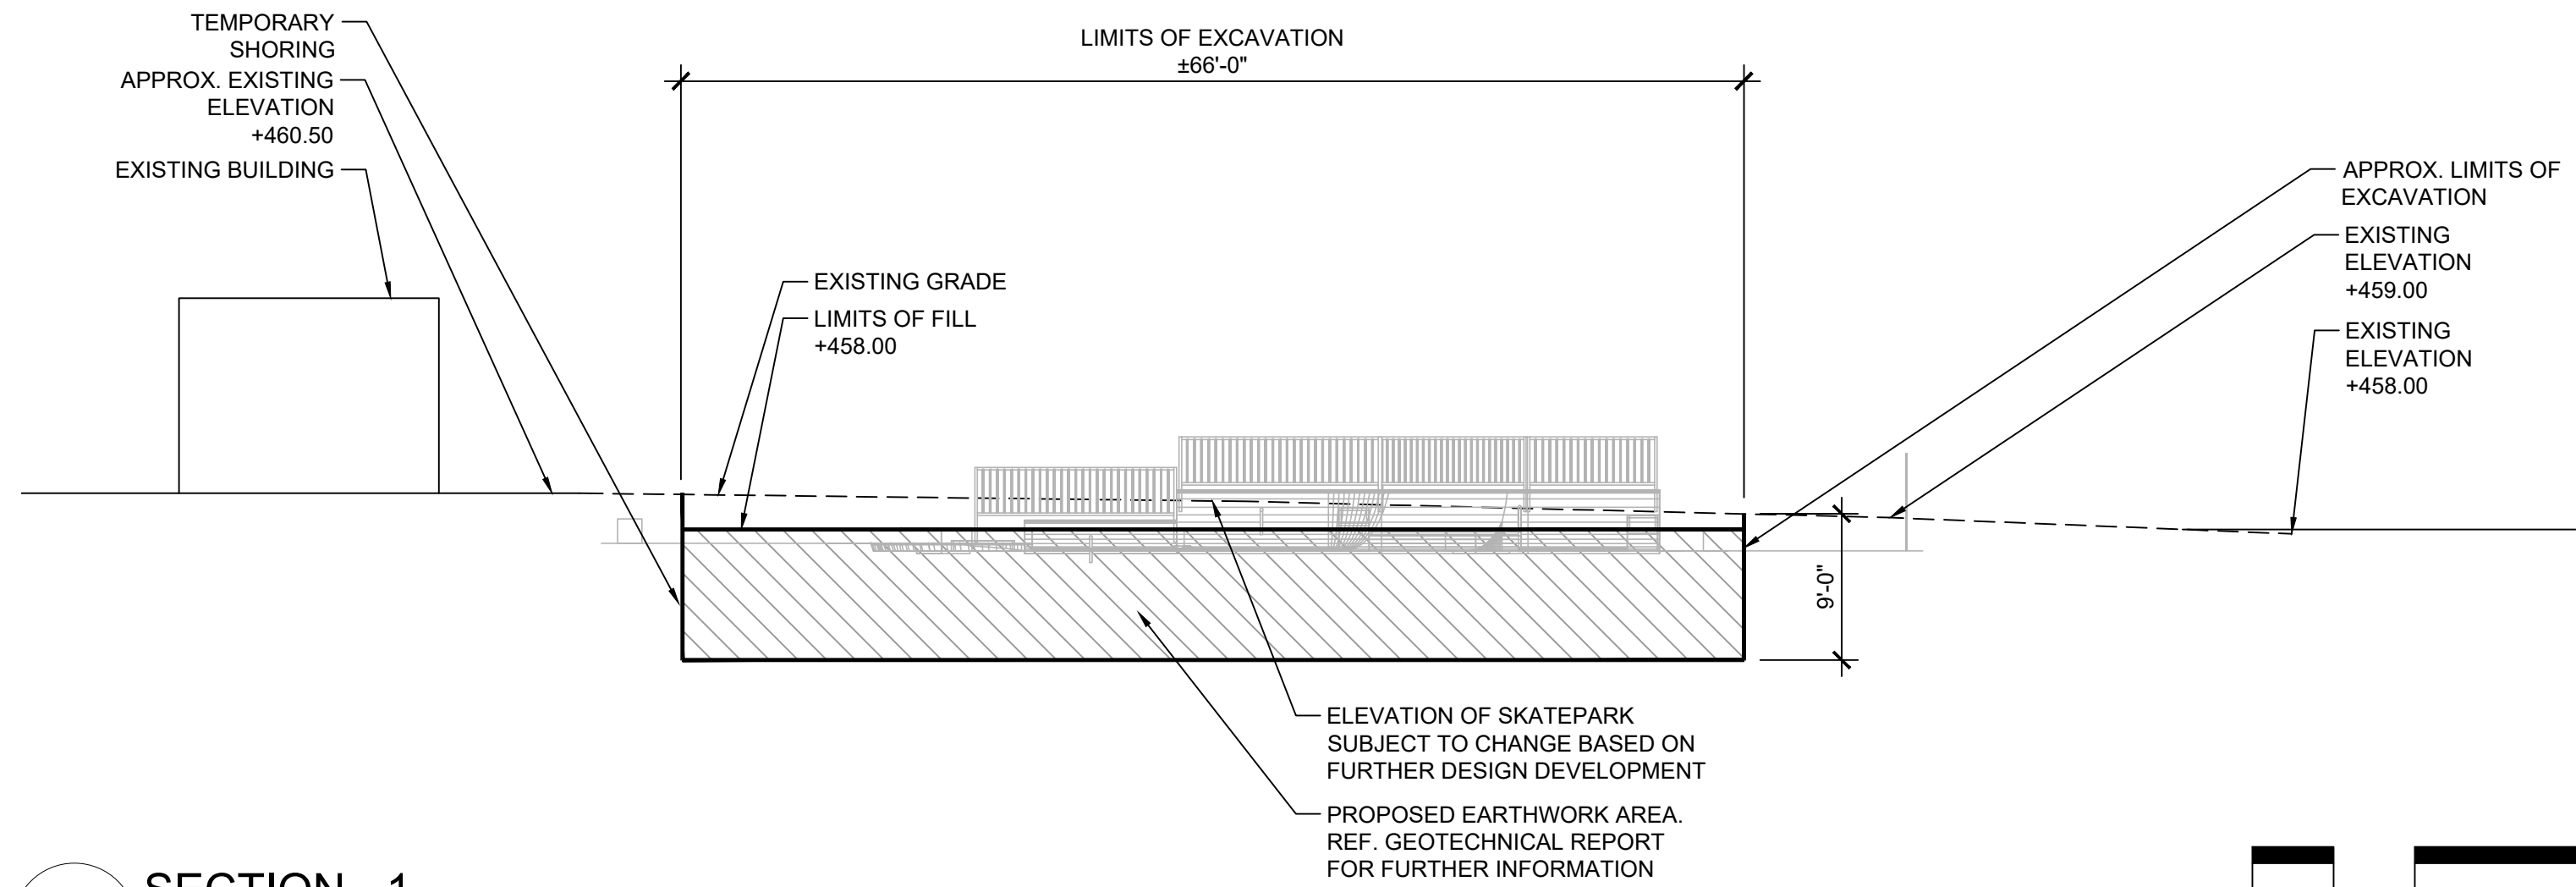 TEMPORARY
SHORING
APPROX. EXISTING
ELEVATION
+460.50
EXISTING BUILDING
LIMITS OF EXCAVATION
±66'-0"
EXISTING GRADE
LIMITS OF FILL
+458.00
APPROX. LIMITS OF
EXCAVATION
EXISTING
ELEVATION
+459.00
EXISTING
ELEVATION
+458.00
9'-0"
ELEVATION OF SKATEPARK
SUBJECT TO CHANGE BASED ON
FURTHER DESIGN DEVELOPMENT
PROPOSED EARTHWORK AREA.
REF. GEOTECHNICAL REPORT
FOR FURTHER INFORMATION
SECTION - 1